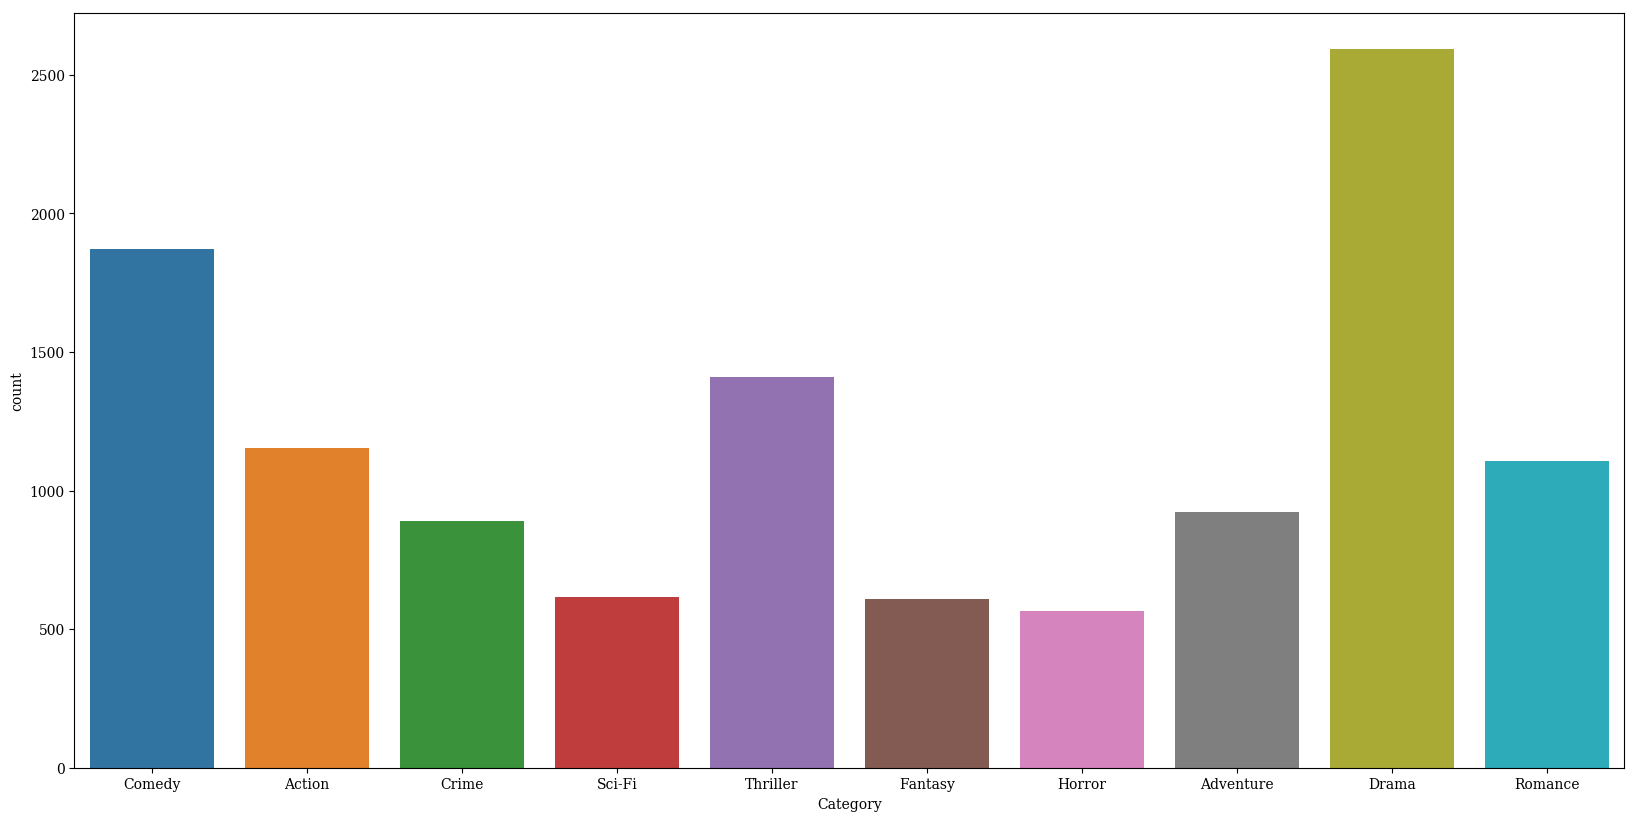 2500
2000
1500
1000
500
0
count
Comedy Action Crime Sci-Fi Thriller Fantasy Horror Adventure Drama Romance
Category